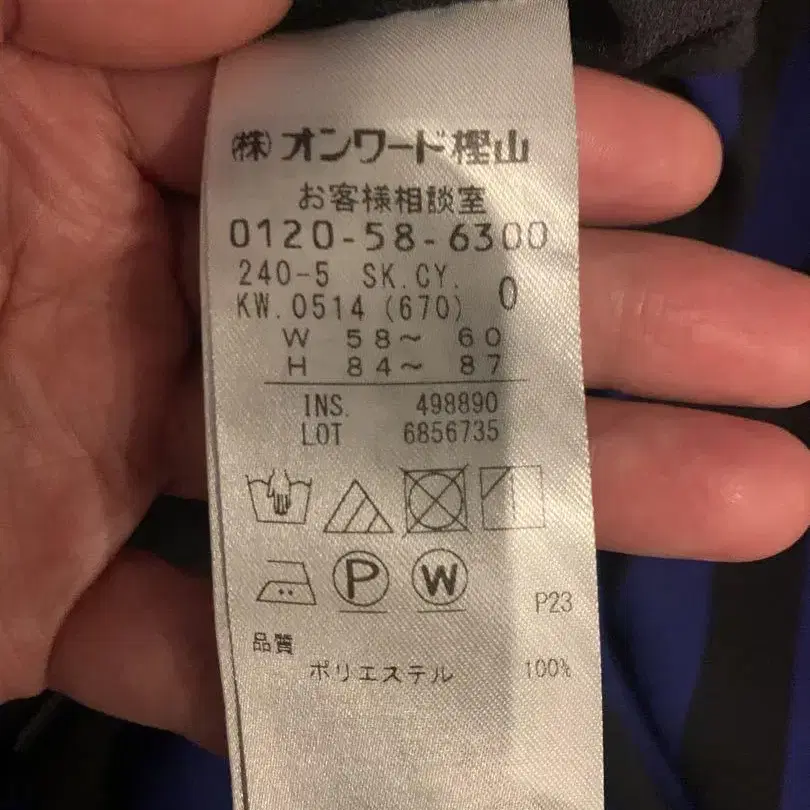 ㈱オンワード樫山
お客様相談室
0120-58-6300
240-5 SK.CY. 0
KW.0514(670)
W 58~ 60
H 84~ 87
INS. 498890
LOT 6856735
P W
P23
品質
ポリエステル 100%